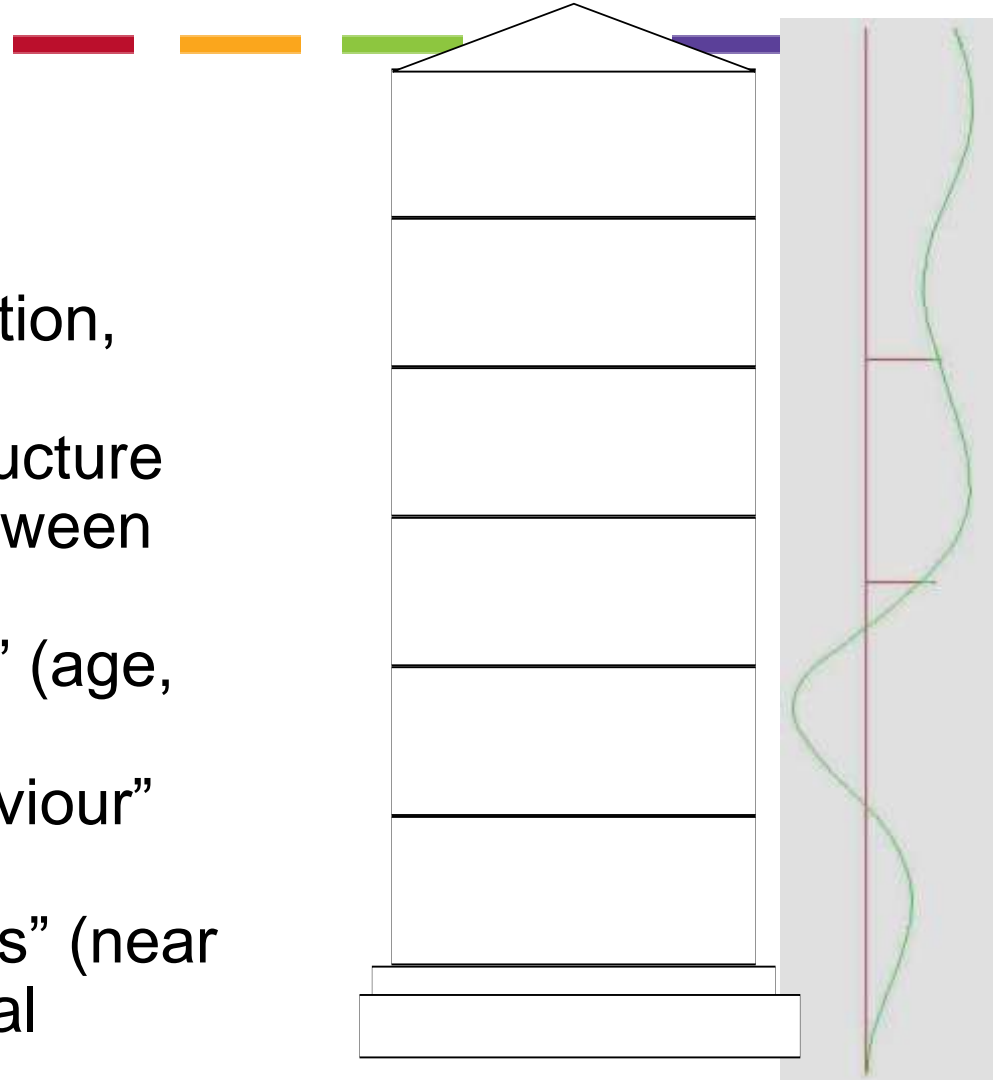 tion,
ucture
ween
” (age,
viour”
s” (near
al